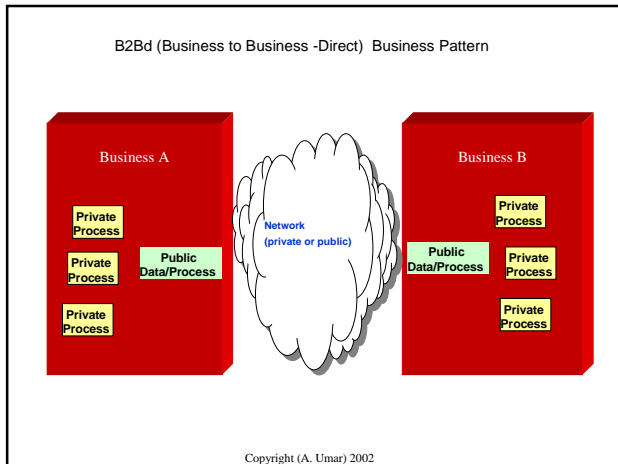 B2Bd (Business to Business -Direct) Business Pattern
Business A
Private
Process
Private
Process
Private
Process
Public
Data/Process
Network
(private or public)
Business B
Public
Data/Process
Private
Process
Private
Process
Private
Process
Copyright (A. Umar) 2002